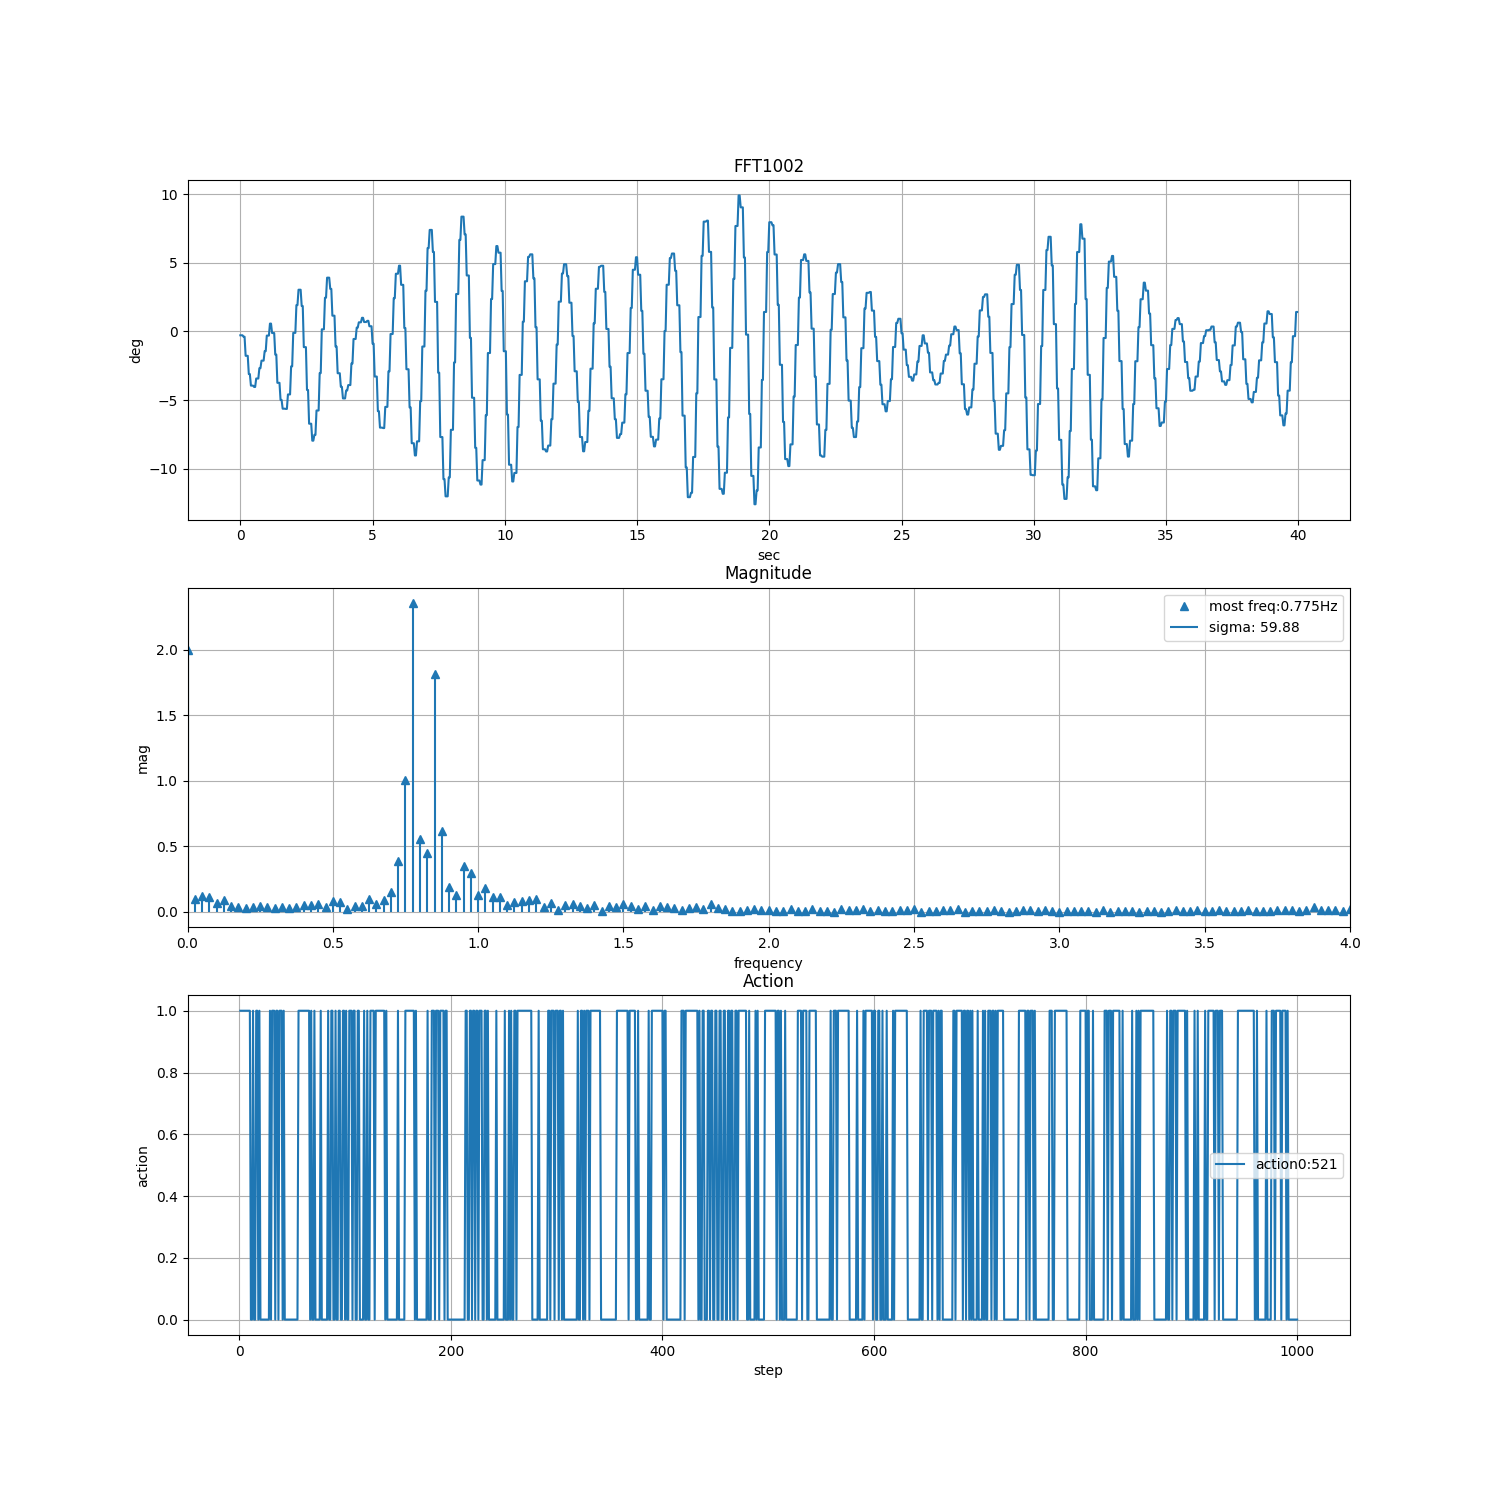 FFT1002
10
5
0
−5
−10
deg
0 5 10 15 20 25 30 35 40
sec
Magnitude
most freq:0.775Hz
sigma: 59.88
2.0
1.5
1.0
0.5
0.0
mag
0.0 0.5 1.0 1.5 2.0 2.5 3.0 3.5 4.0
frequency
Action
1.0
0.8
0.6
0.4
0.2
0.0
action
action0:521
0 200 400 600 800 1000
step